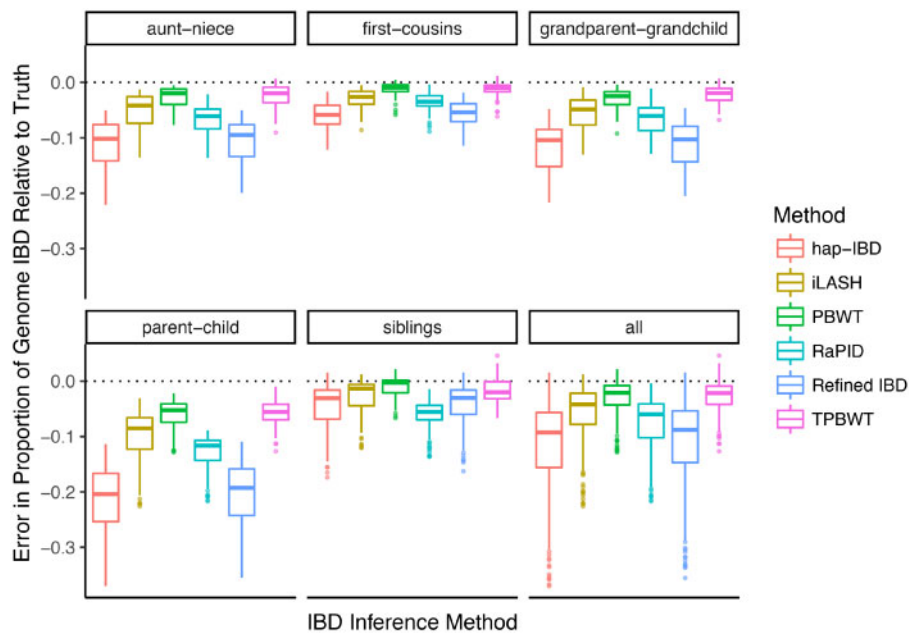 aunt−niece
first−cousins
grandparent−grandchild
0.0
−0.1
−0.2
−0.3
parent−child
siblings
all
0.0
−0.1
−0.2
−0.3
Error in Proportion of Genome IBD Relative to Truth
IBD Inference Method
Method
hap−IBD
iLASH
PBWT
RaPID
Refined IBD
TPBWT